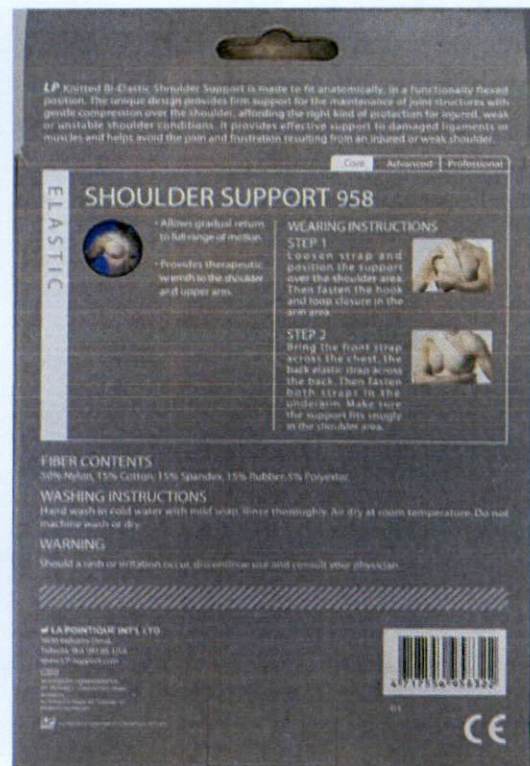 LP Knitted Bi-Elastic Shoulder Support is made to fit anatomically, in a functionally flexed
position. The unique design provides firm support for the maintenance of joint structures with
gentle compression over the shoulder, affording the right kind of protection for injured, weak
or unstable shoulder conditions. It provides effective support to damaged ligaments or
muscles and helps avoid the pain and frustration resulting from an injured or weak shoulder.
Core Advanced Professional
ELASTIC
SHOULDER SUPPORT 958
• Allows gradual return
to full range of motion.
• Provides therapeutic
warmth to the shoulder
and upper arm.
WEARING INSTRUCTIONS
STEP 1
Loosen strap and
position the support
over the shoulder area.
Then fasten the hook
and loop closure in the
arm area.
STEP 2
Bring the front strap
across the chest, the
back elastic strap across
the back. Then fasten
both straps in the
underarm. Make sure
the support fits snugly
in the shoulder area.
FIBER CONTENTS
50% Nylon, 15% Cotton, 15% Spandex, 15% Rubber, 5% Polyester
WASHING INSTRUCTIONS
Hand wash in cold water with mild soap. Rinse thoroughly. Air dry at room temperature. Do not
machine wash or dry.
WARNING
Should a rash or irritation occur, discontinue use and consult your physician.
LA POINTIQUE INT'L LTD.
www.LP-support.com
CE